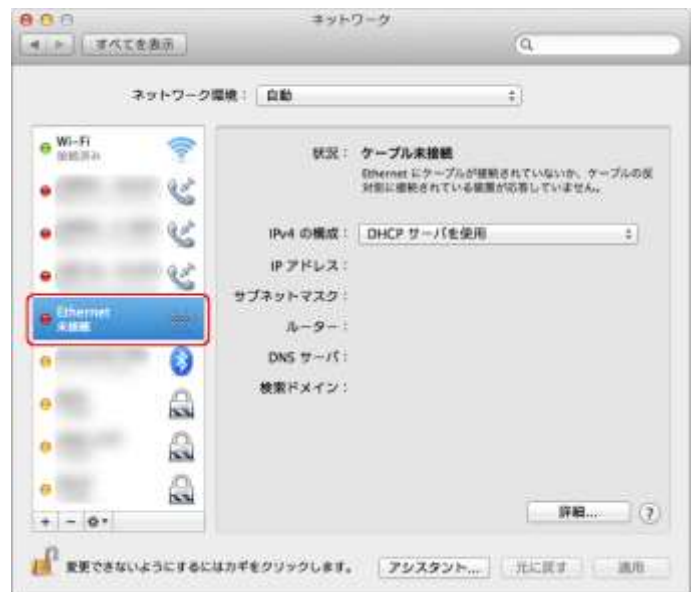 ネットワーク
すべてを表示
ネットワーク環境： 自動
Wi-Fi
接続済み
Ethernet
未接続
状況： ケーブル未接続
Ethernet にケーブルが接続されていないか、ケーブルの反
対側に接続されている装置が応答していません。
IPv4 の構成： DHCP サーバを使用
IP アドレス：
サブネットマスク：
ルーター：
DNS サーバ：
検索ドメイン：
詳細... ?
+ -
変更できないようにするにはカギをクリックします。
アシスタント... 元に戻す 適用